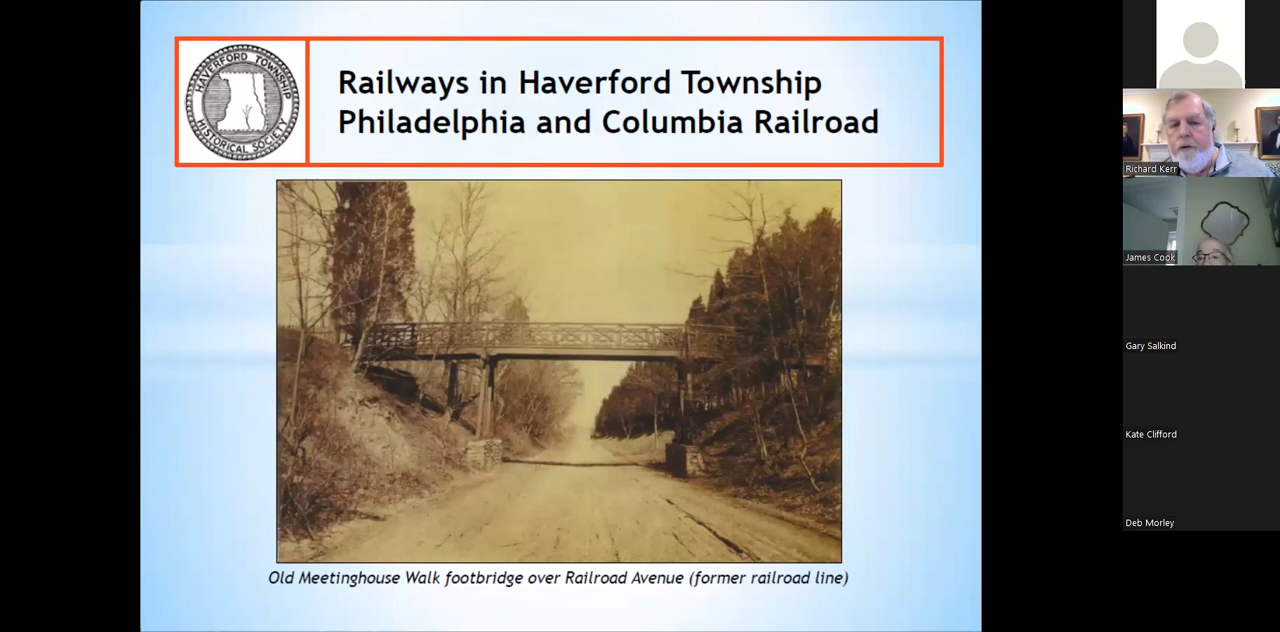 HAVERFORD TOWNSHIP
HISTORICAL SOCIETY
Railways in Haverford Township
Philadelphia and Columbia Railroad
Old Meetinghouse Walk footbridge over Railroad Avenue (former railroad line)
Richard Kerr
James Cook
Gary Salkind
Kate Clifford
Deb Morley